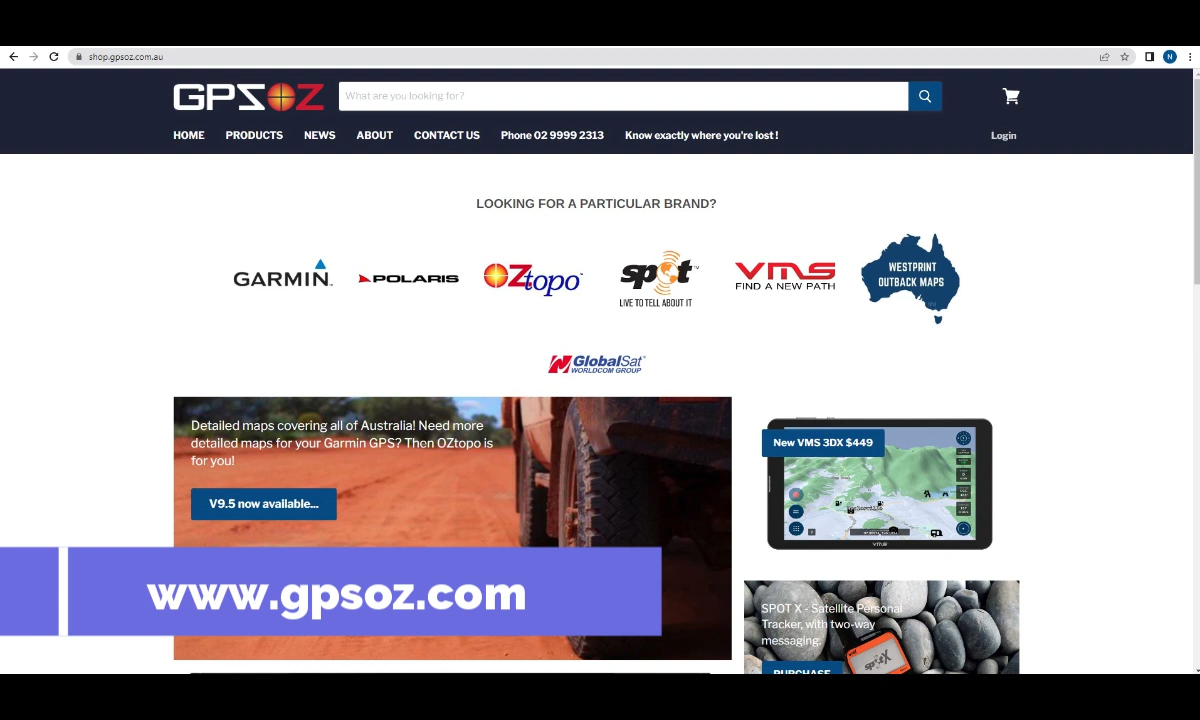 shop.gpsoz.com.au
N
GPSOZ
What are you looking for?
HOME PRODUCTS NEWS ABOUT CONTACT US Phone 02 9999 2313 Know exactly where you're lost !
Login
LOOKING FOR A PARTICULAR BRAND?
GARMIN
POLARIS
OZtopo
spot
LIVE TO TELL ABOUT IT
VMS
FIND A NEW PATH
WESTPRINT
OUTBACK MAPS
GlobalSat
WORLDCOM GROUP
Detailed maps covering all of Australia! Need more
detailed maps for your Garmin GPS? Then OZtopo is
for you!
V9.5 now available...
New VMS 3DX $449
vms
SPOT X - Satellite Personal
Tracker, with two-way
messaging.
spotX
PURCHASE
www.gpsoz.com